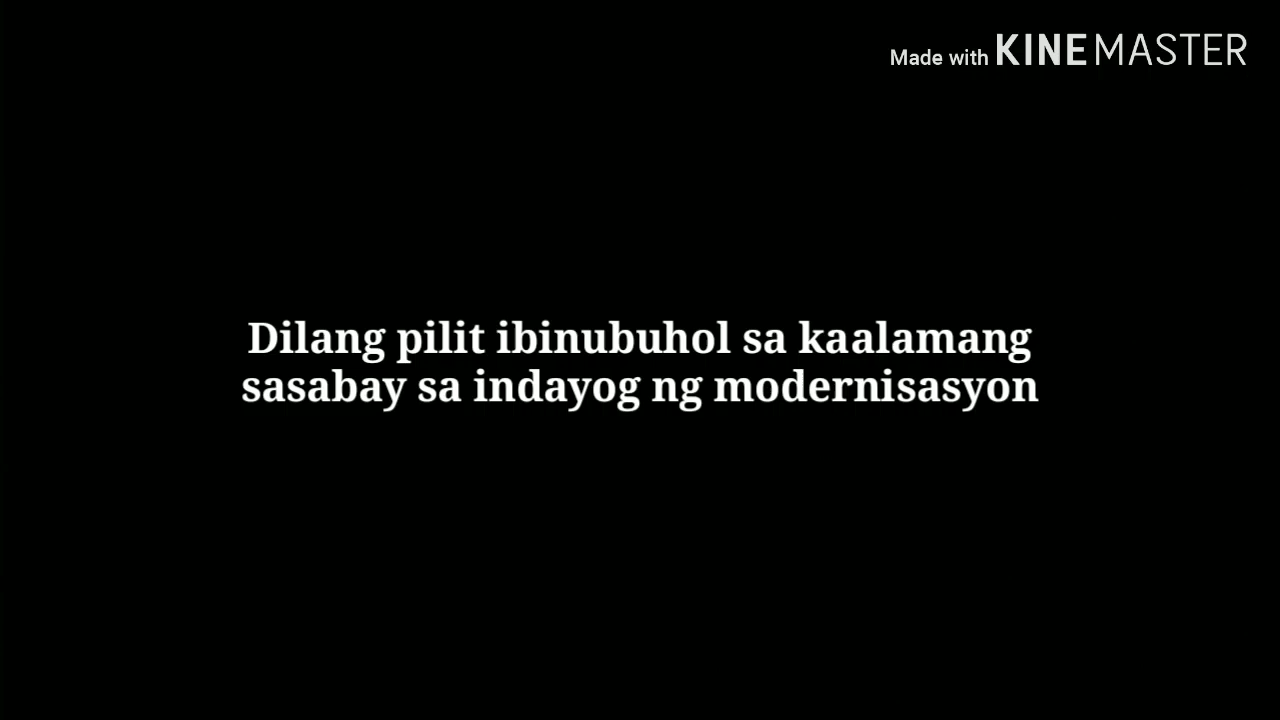 Made with KINEMASTER
Dilang pilit ibinubuhol sa kaalamang
sasabay sa indayog ng modernisasyon